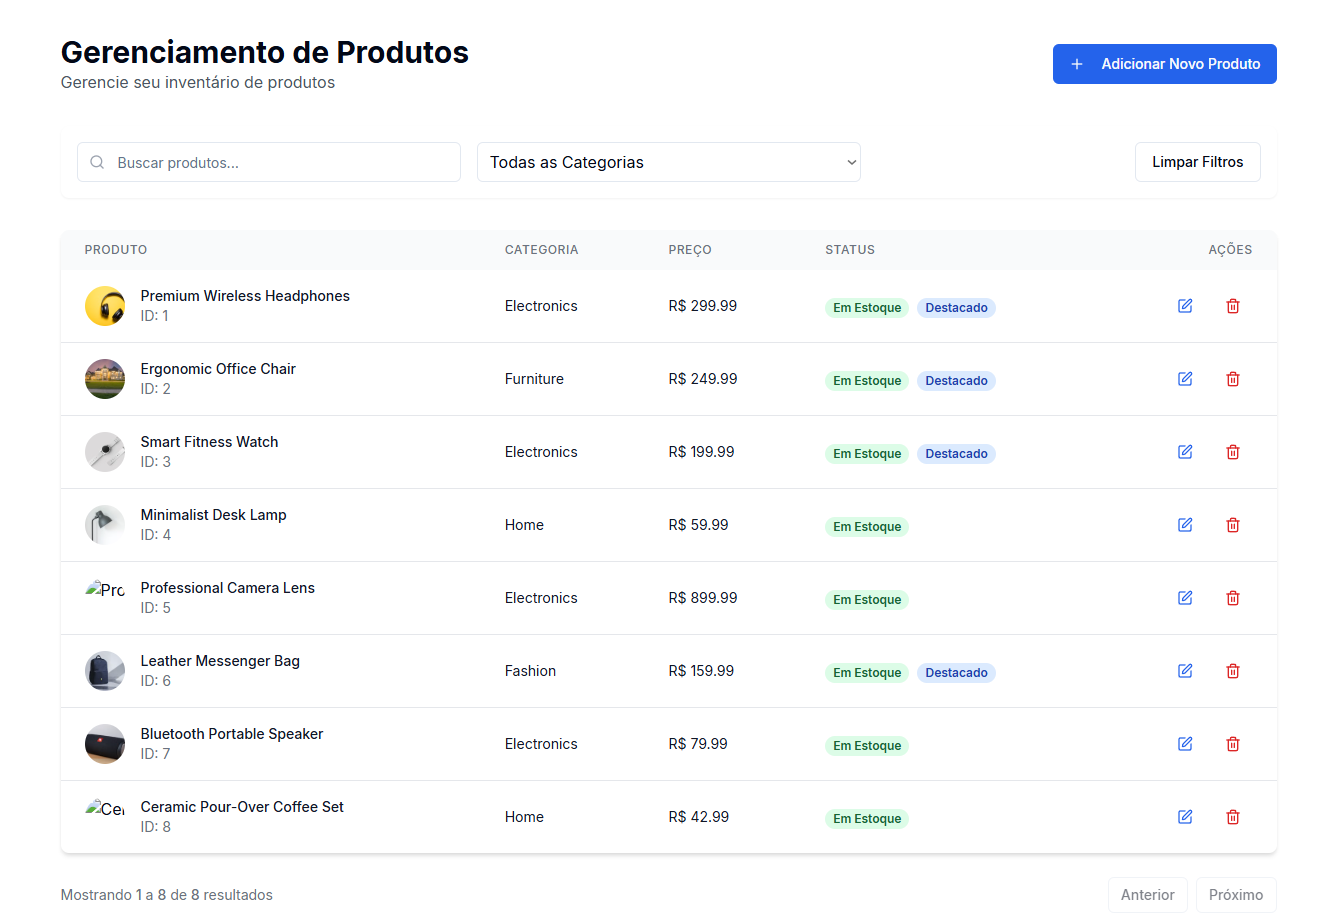 Gerenciamento de Produtos
Gerencie seu inventário de produtos
Adicionar Novo Produto
Buscar produtos...
Todas as Categorias
Limpar Filtros
PRODUTO CATEGORIA PREÇO STATUS AÇÕES
Premium Wireless Headphones
ID: 1
Electronics R$ 299.99 Em Estoque Destacado
Ergonomic Office Chair
ID: 2
Furniture R$ 249.99 Em Estoque Destacado
Smart Fitness Watch
ID: 3
Electronics R$ 199.99 Em Estoque Destacado
Minimalist Desk Lamp
ID: 4
Home R$ 59.99 Em Estoque
Pro
Professional Camera Lens
ID: 5
Electronics R$ 899.99 Em Estoque
Leather Messenger Bag
ID: 6
Fashion R$ 159.99 Em Estoque Destacado
Bluetooth Portable Speaker
ID: 7
Electronics R$ 79.99 Em Estoque
Cer
Ceramic Pour-Over Coffee Set
ID: 8
Home R$ 42.99 Em Estoque
Mostrando 1 a 8 de 8 resultados
Anterior Próximo